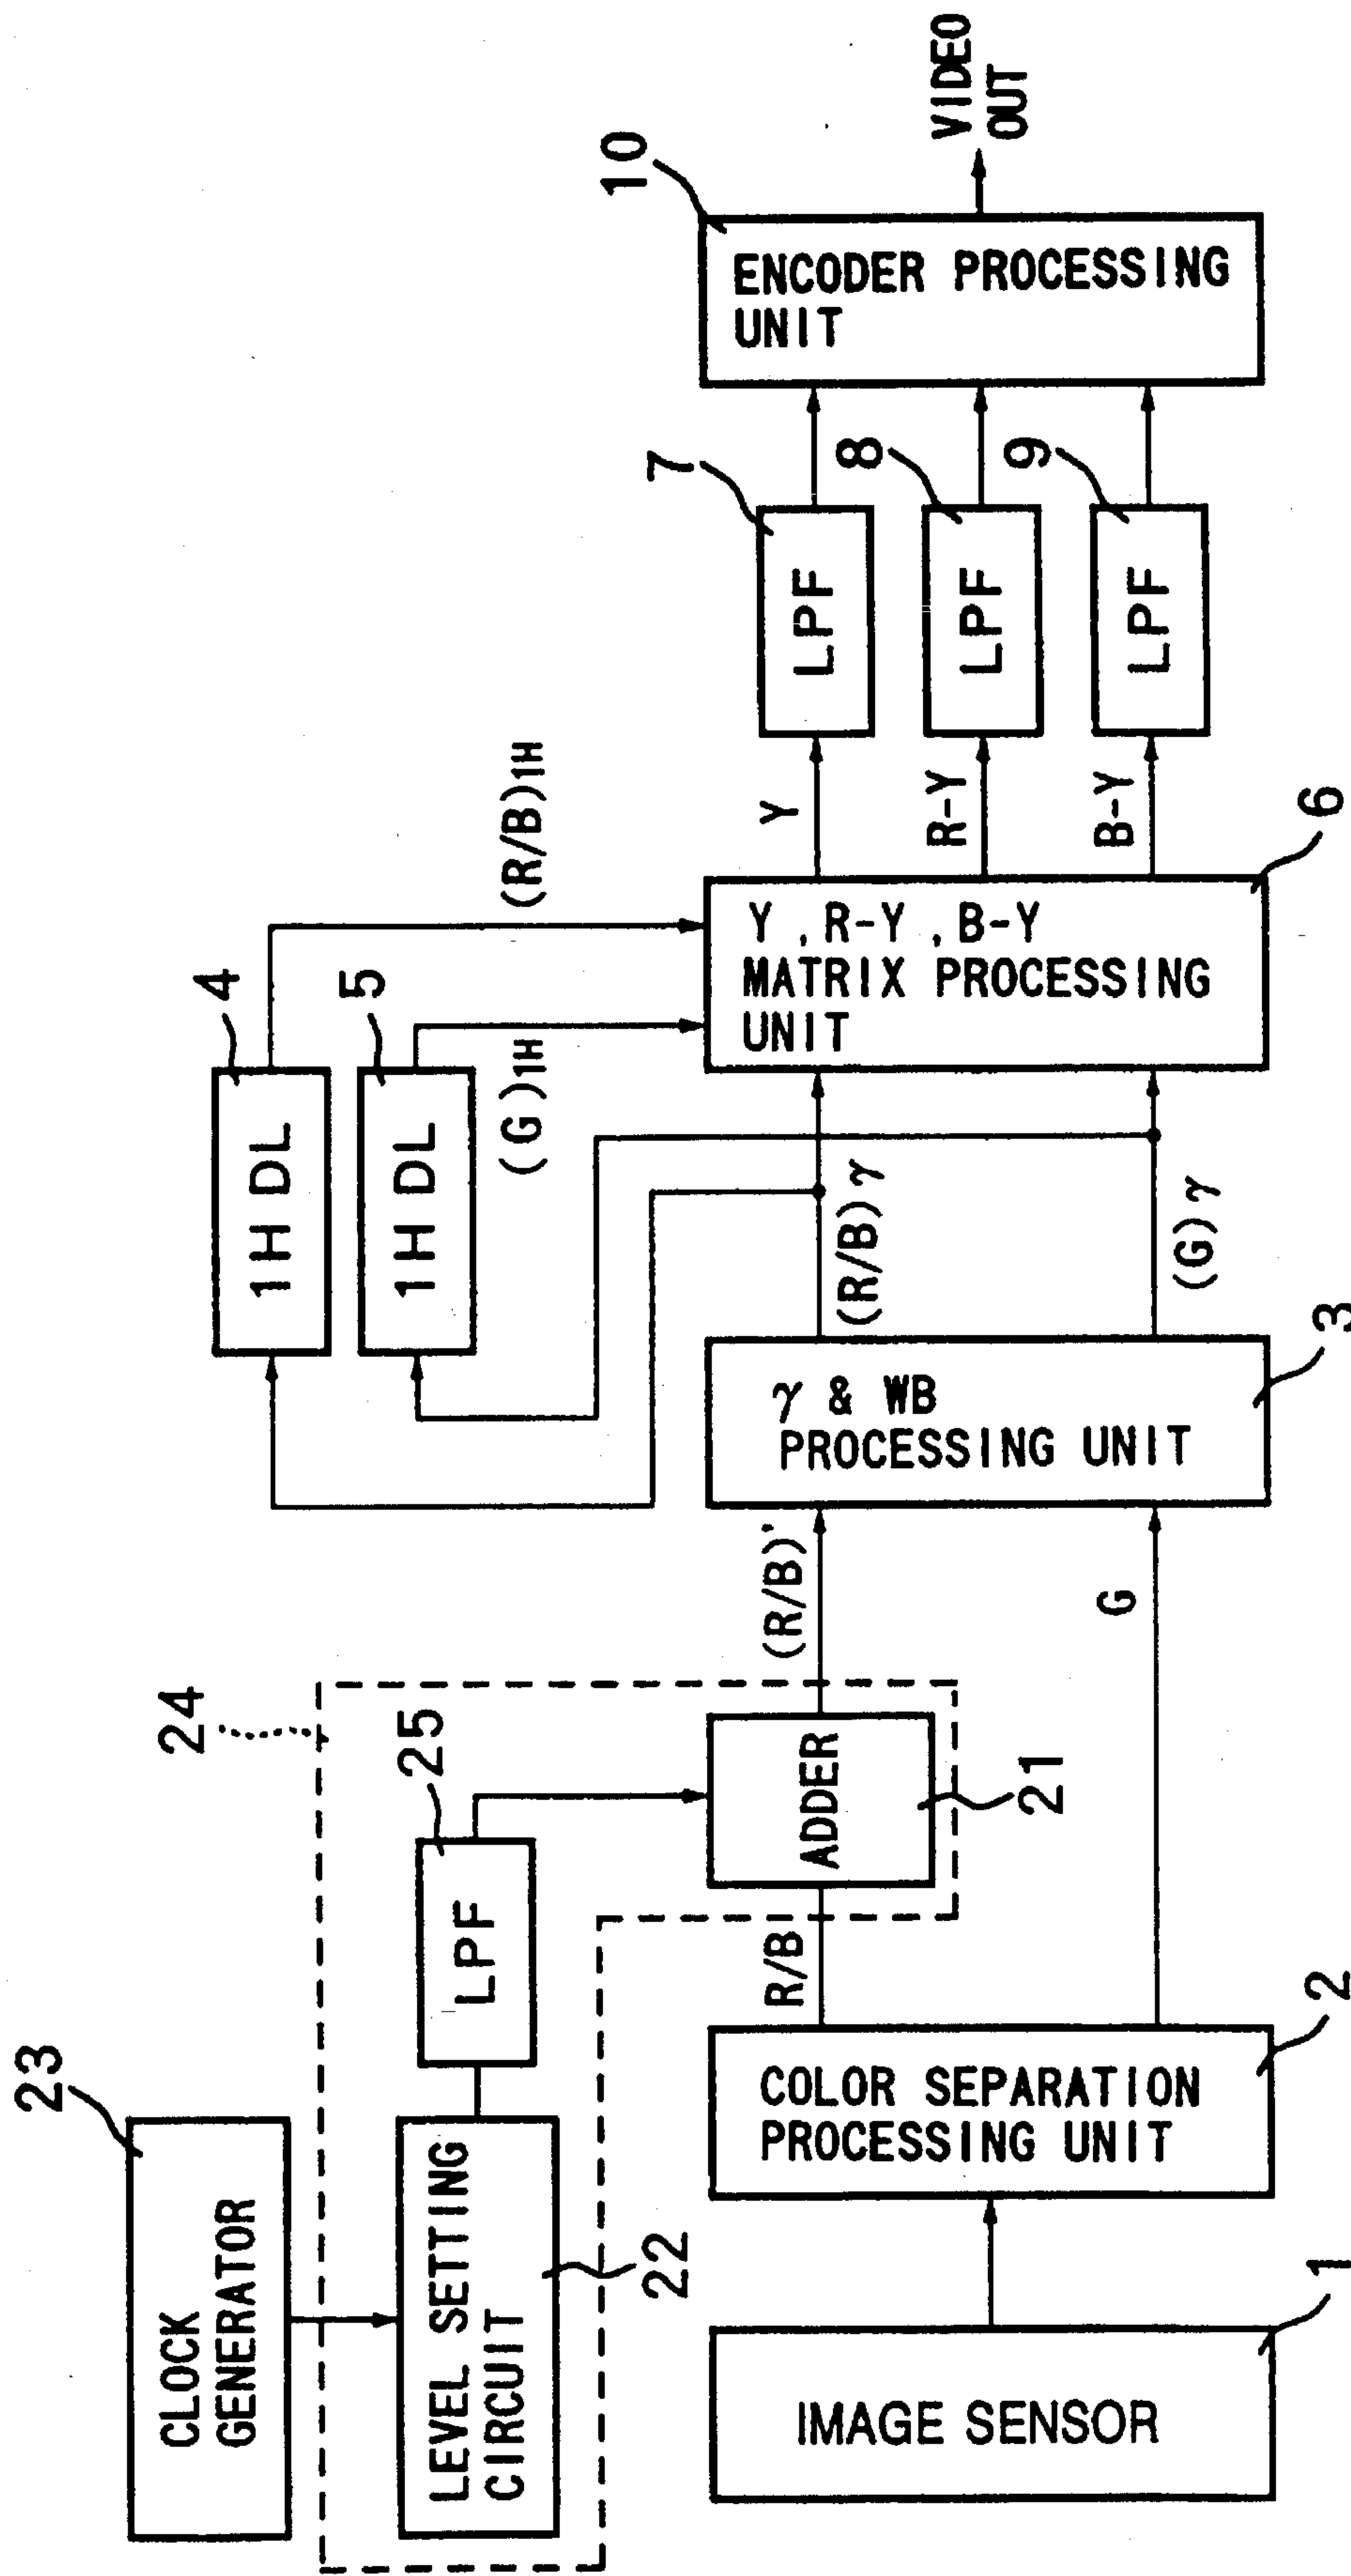 23
CLOCK
GENERATOR
24
LEVEL SETTING
CIRCUIT
22
LPF
25
ADDER
21
IMAGE SENSOR
1
COLOR SEPARATION
PROCESSING UNIT
2
R/B
(R/B)'
G
γ & WB
PROCESSING UNIT
3
(R/B)γ
(G)γ
1H DL
4
1H DL
5
(R/B)1H
(G)1H
Y , R-Y , B-Y
MATRIX PROCESSING
UNIT
6
Y
R-Y
B-Y
LPF
7
LPF
8
LPF
9
ENCODER PROCESSING
UNIT
10
VIDEO
OUT